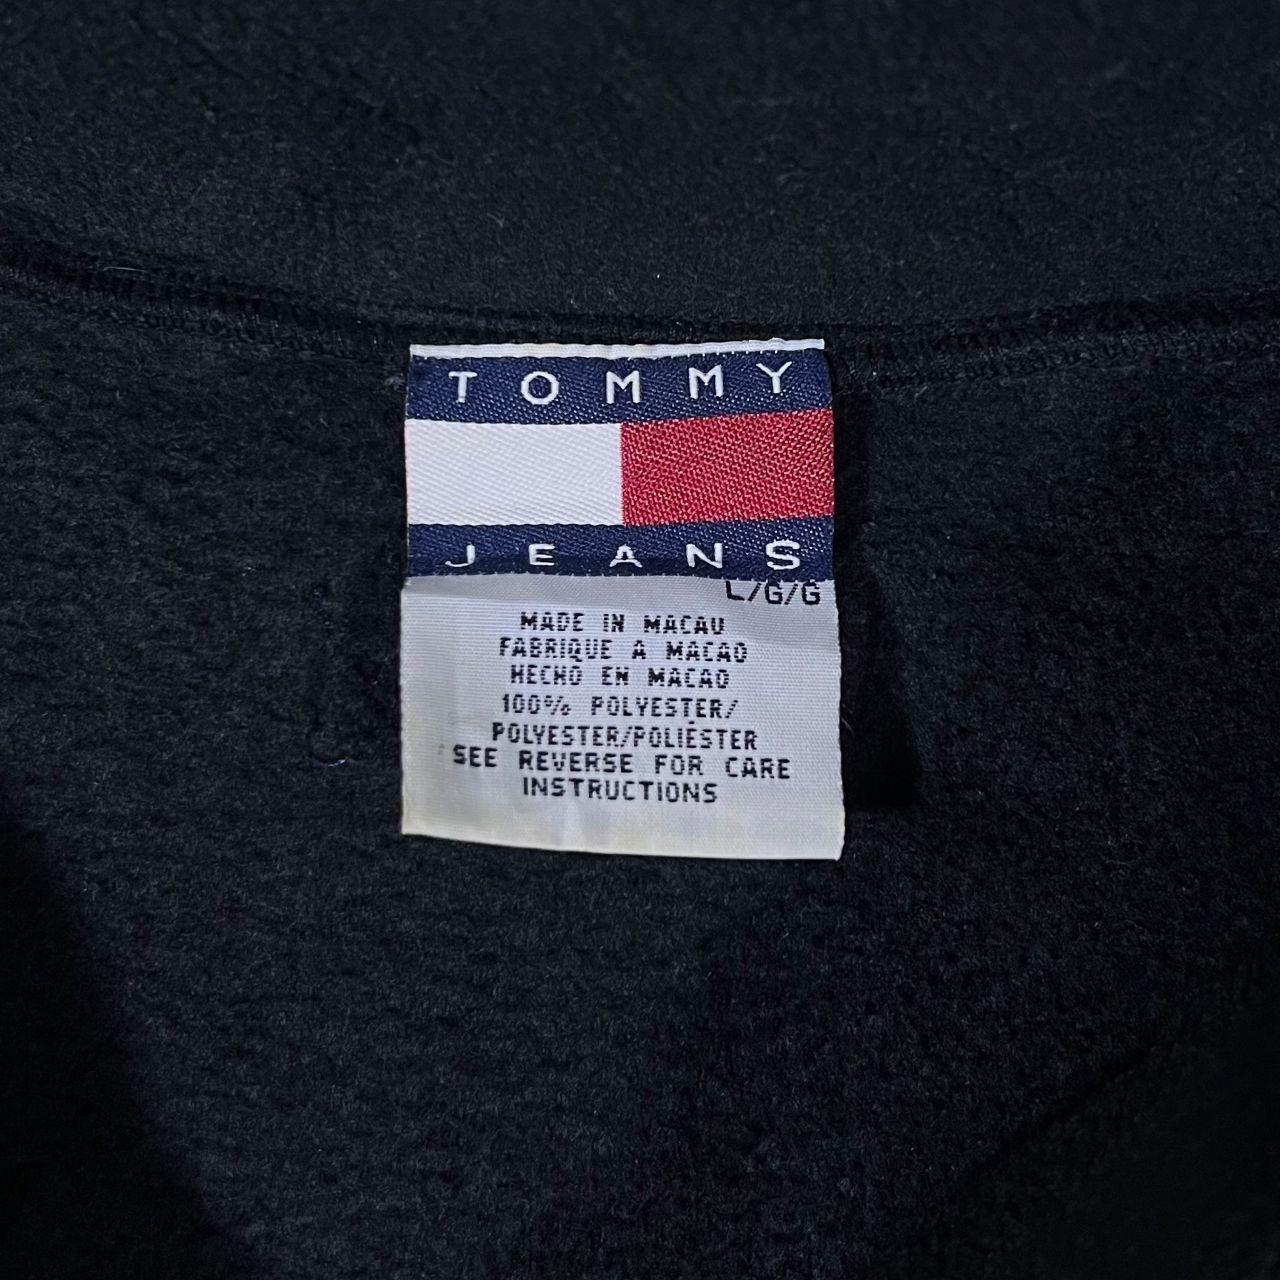 TOMMY
JEANS
L/G/G
MADE IN MACAU
FABRIQUE A MACAO
HECHO EN MACAO
100% POLYESTER/
POLYESTER/POLIÉSTER
SEE REVERSE FOR CARE
INSTRUCTIONS